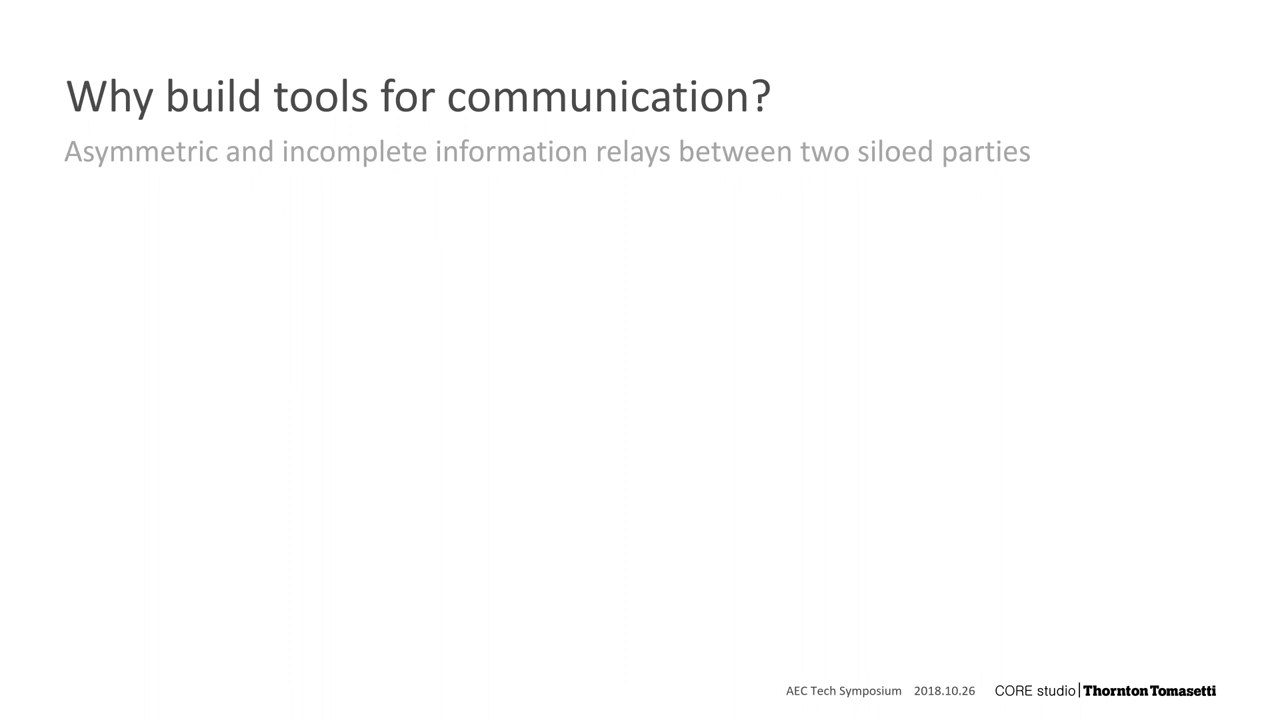 Why build tools for communication?
Asymmetric and incomplete information relays between two siloed parties
AEC Tech Symposium 2018.10.26 CORE studio | Thornton Tomasetti